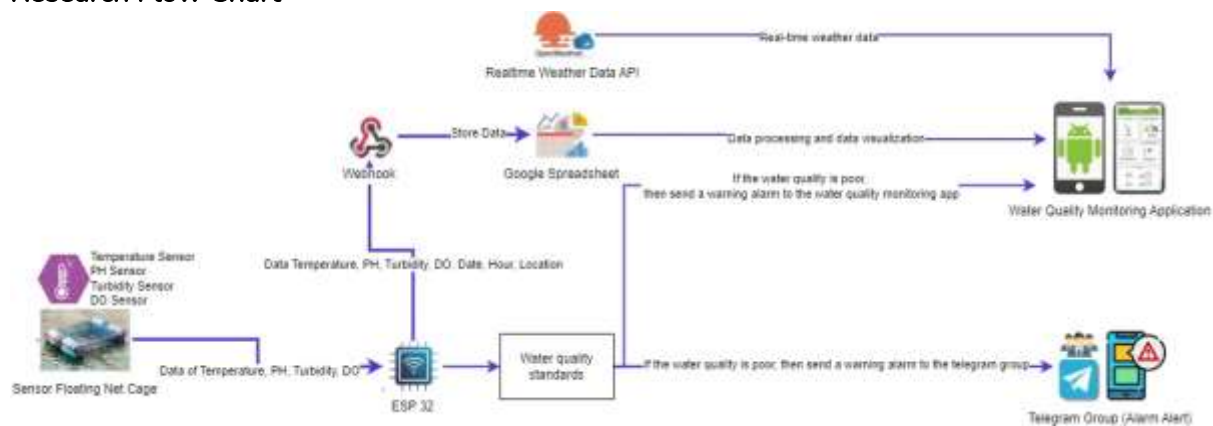 Research Flow Chart
OpenWeather
Real-time weather data
Realtime Weather Data API
Store Data
Data processing and data visualization
Webhook
Google Spreadsheet
If the water quality is poor,
then send a warning alarm to the water quality monitoring app
Water Quality Monitoring Application
Temperature Sensor
PH Sensor
Turbidity Sensor
DO Sensor
Data Temperature, PH, Turbidity, DO, Date, Hour, Location
Water quality
standards
If the water quality is poor, then send a warning alarm to the telegram group
Data of Temperature, PH, Turbidity, DO
Sensor Floating Net Cage
ESP 32
Telegram Group (Alarm Alert)